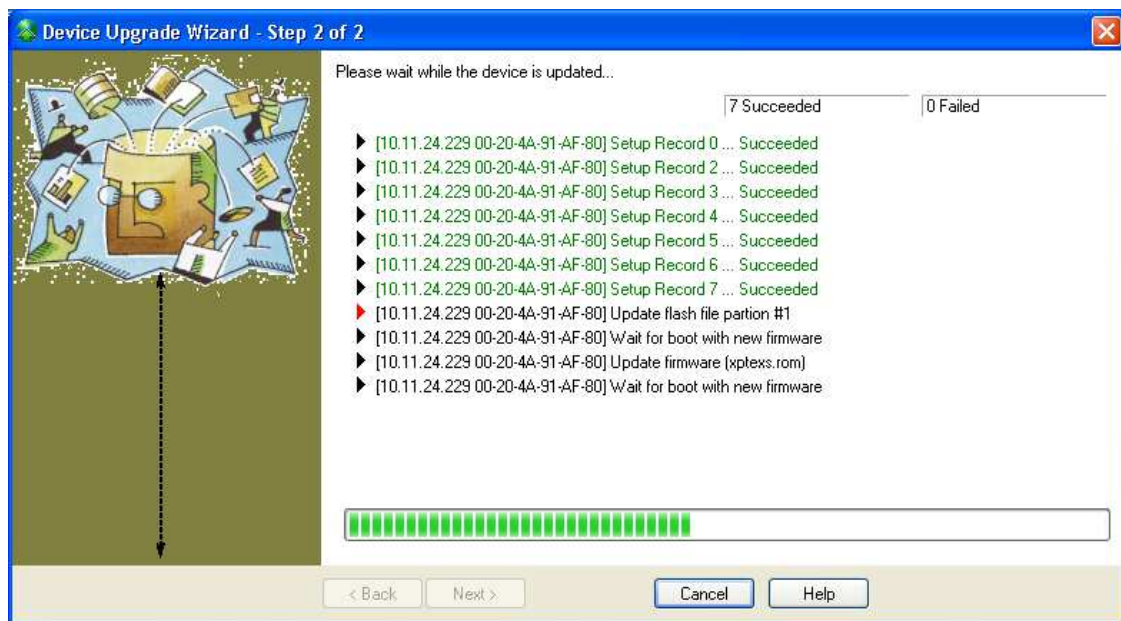 Device Upgrade Wizard - Step 2 of 2
Please wait while the device is updated...
7 Succeeded 0 Failed
[10.11.24.229 00-20-4A-91-AF-80] Setup Record 0 ... Succeeded
[10.11.24.229 00-20-4A-91-AF-80] Setup Record 2 ... Succeeded
[10.11.24.229 00-20-4A-91-AF-80] Setup Record 3 ... Succeeded
[10.11.24.229 00-20-4A-91-AF-80] Setup Record 4 ... Succeeded
[10.11.24.229 00-20-4A-91-AF-80] Setup Record 5 ... Succeeded
[10.11.24.229 00-20-4A-91-AF-80] Setup Record 6 ... Succeeded
[10.11.24.229 00-20-4A-91-AF-80] Setup Record 7 ... Succeeded
[10.11.24.229 00-20-4A-91-AF-80] Update flash file partion #1
[10.11.24.229 00-20-4A-91-AF-80] Wait for boot with new firmware
[10.11.24.229 00-20-4A-91-AF-80] Update firmware (xptexs.rom)
[10.11.24.229 00-20-4A-91-AF-80] Wait for boot with new firmware
< Back Next > Cancel Help